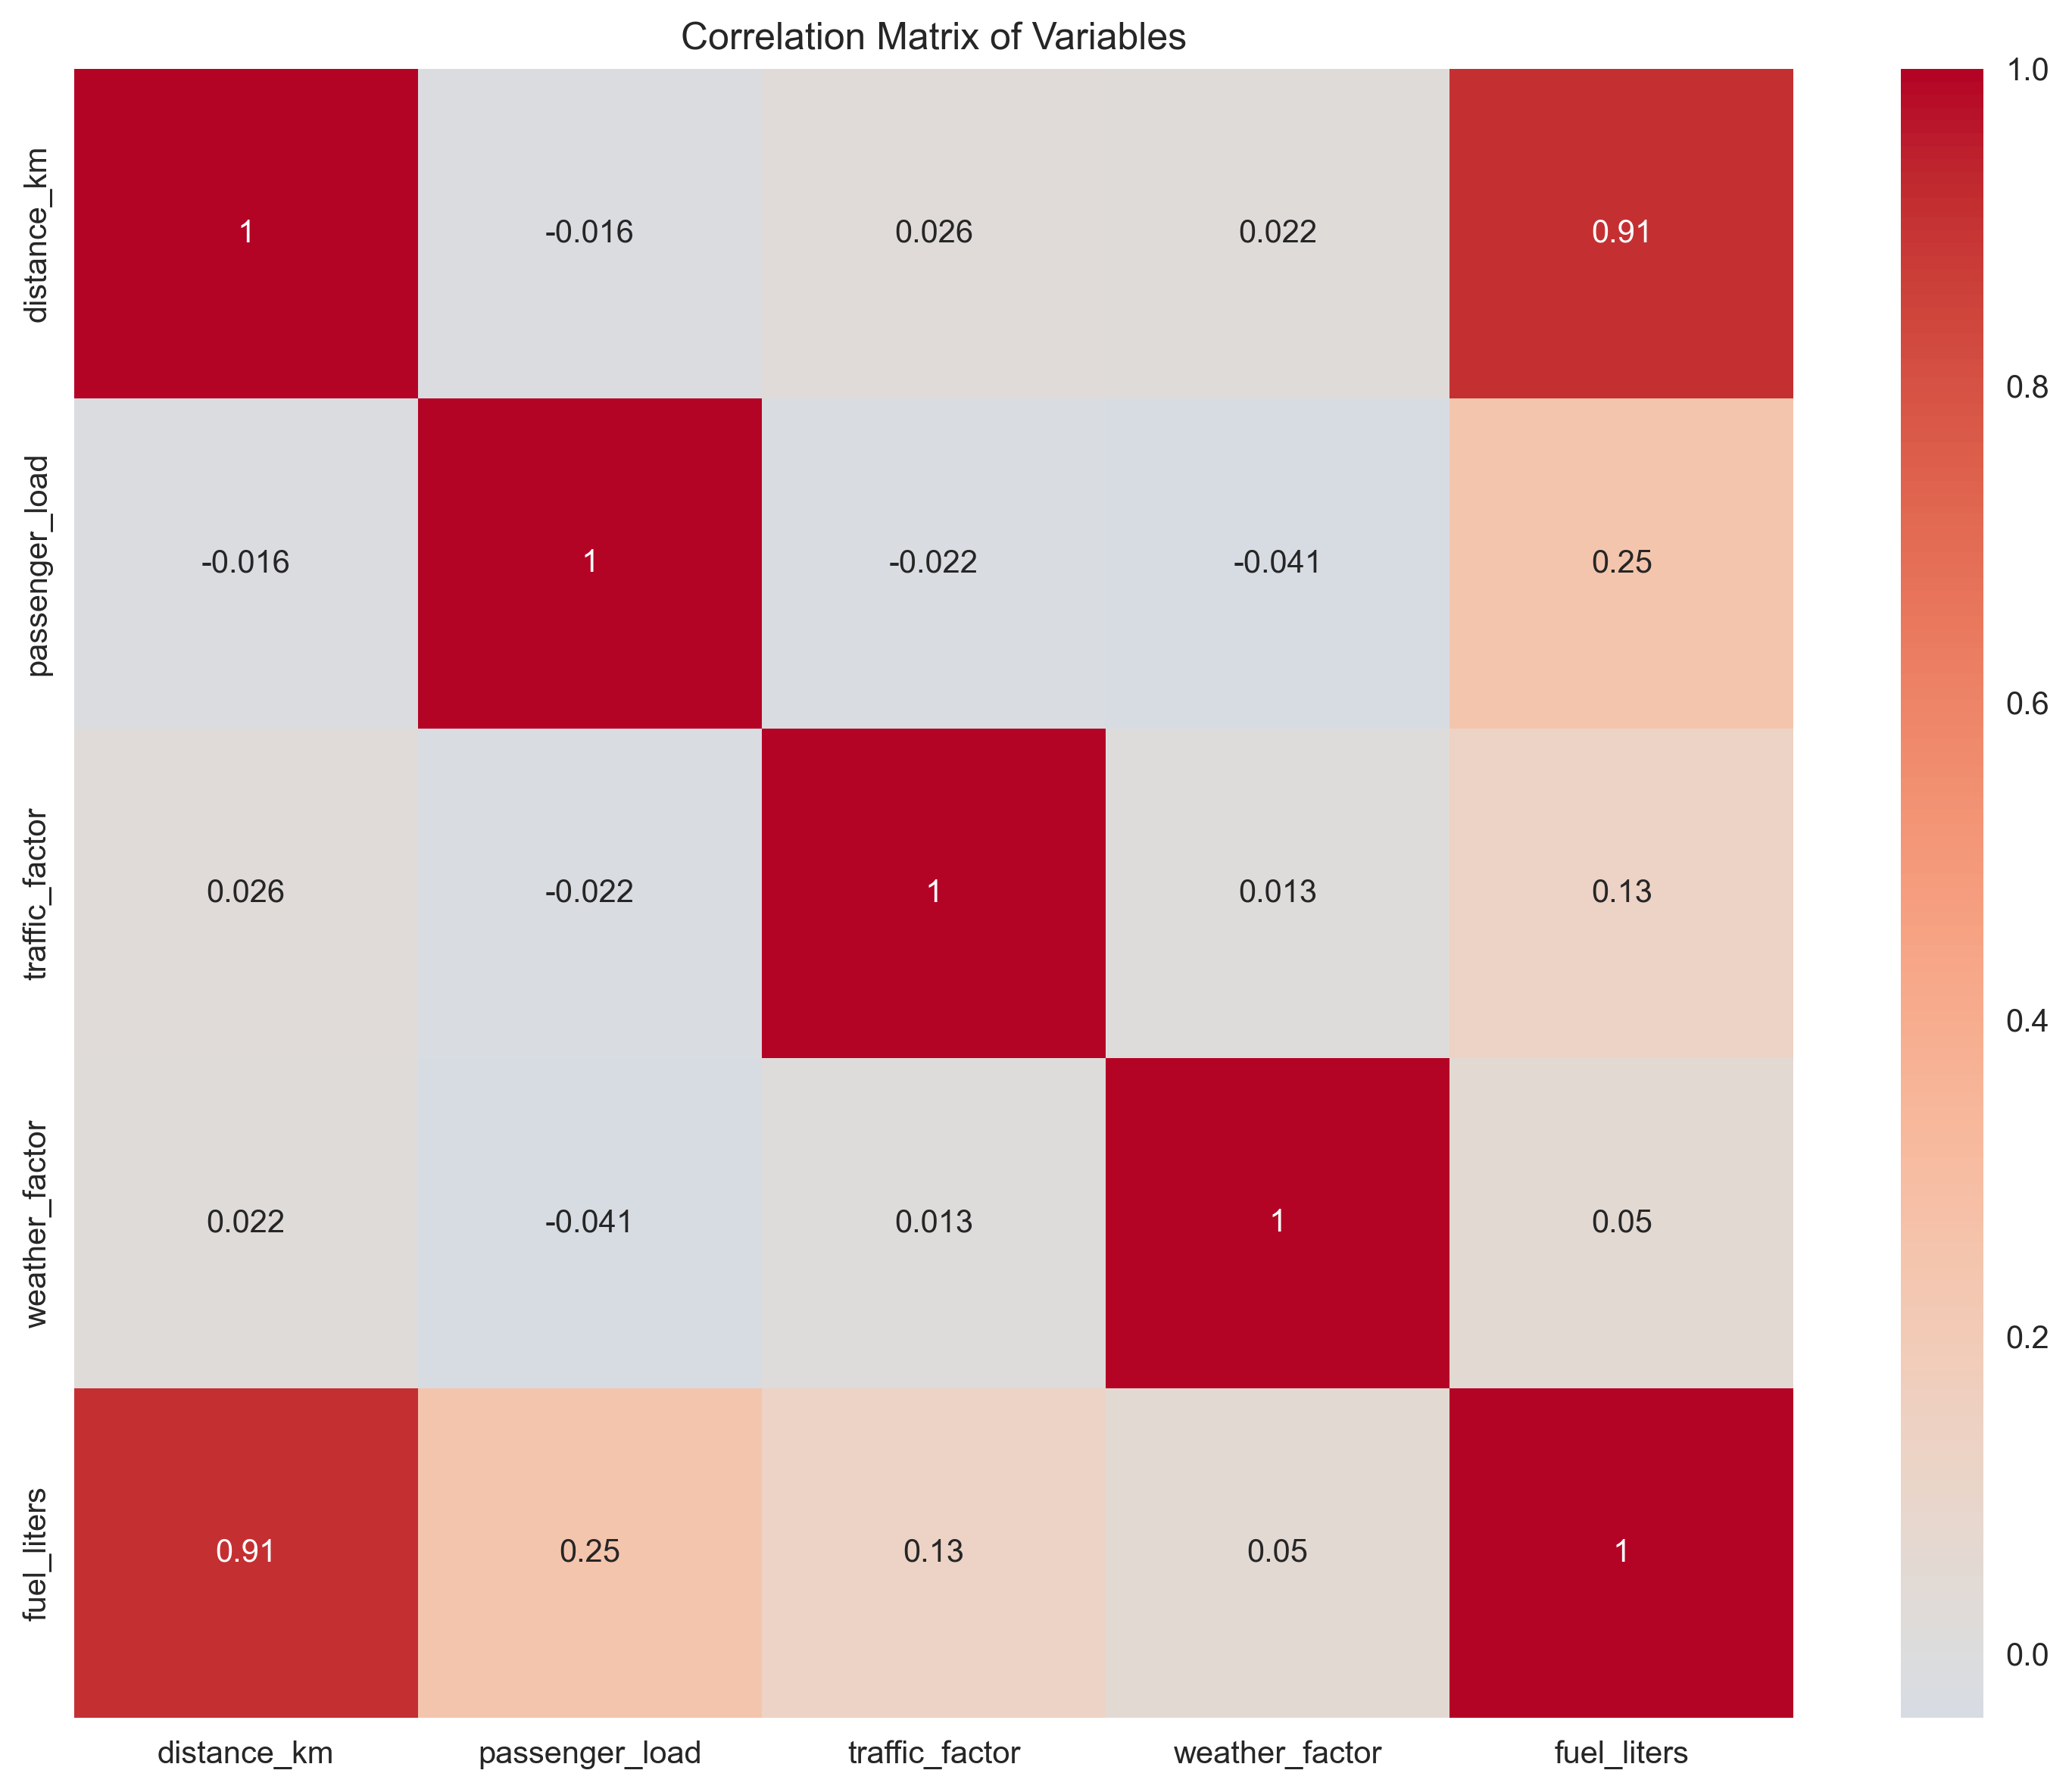 Correlation Matrix of Variables
distance_km
1
-0.016
0.026
0.022
0.91
passenger_load
-0.016
1
-0.022
-0.041
0.25
traffic_factor
0.026
-0.022
1
0.013
0.13
weather_factor
0.022
-0.041
0.013
1
0.05
fuel_liters
0.91
0.25
0.13
0.05
1
distance_km
passenger_load
traffic_factor
weather_factor
fuel_liters
1.0
0.8
0.6
0.4
0.2
0.0